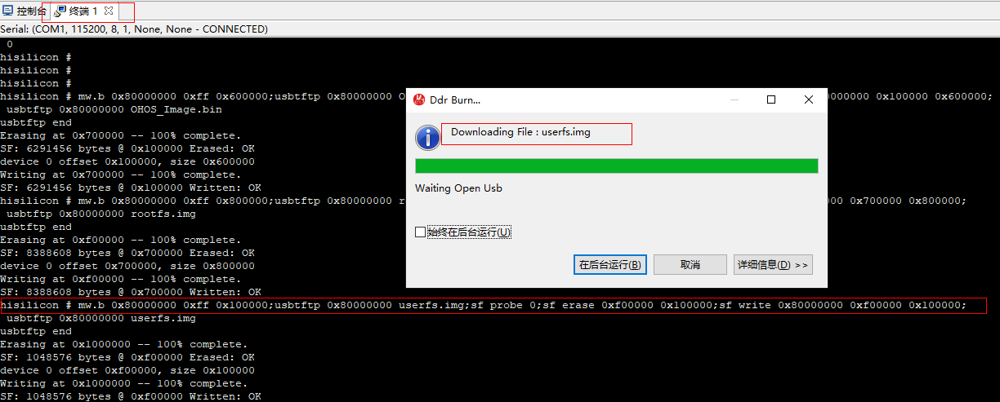 控制台 终端 1
Serial: (COM1, 115200, 8, 1, None, None - CONNECTED)
0
hisilicon #
hisilicon #
hisilicon #
hisilicon # mw.b 0x80000000 0xff 0x600000;usbtftp 0x80000000 O 0x100000 0x600000;
usbtftp 0x80000000 OHOS_Image.bin
usbtftp end
Erasing at 0x700000 -- 100% complete.
SF: 6291456 bytes @ 0x100000 Erased: OK
device 0 offset 0x100000, size 0x600000
Writing at 0x700000 -- 100% complete.
SF: 6291456 bytes @ 0x100000 Written: OK
hisilicon # mw.b 0x80000000 0xff 0x800000;usbtftp 0x80000000 r 0x700000 0x800000;
usbtftp 0x80000000 rootfs.img
usbtftp end
Erasing at 0xf00000 -- 100% complete.
SF: 8388608 bytes @ 0x700000 Erased: OK
device 0 offset 0x700000, size 0x800000
Writing at 0xf00000 -- 100% complete.
SF: 8388608 bytes @ 0x700000 Written: OK
hisilicon # mw.b 0x80000000 0xff 0x100000;usbtftp 0x80000000 userfs.img;sf probe 0;sf erase 0xf00000 0x100000;sf write 0x80000000 0xf00000 0x100000;
usbtftp 0x80000000 userfs.img
usbtftp end
Erasing at 0x1000000 -- 100% complete.
SF: 1048576 bytes @ 0xf00000 Erased: OK
device 0 offset 0xf00000, size 0x100000
Writing at 0x1000000 -- 100% complete.
SF: 1048576 bytes @ 0xf00000 Written: OK
Ddr Burn...
Downloading File : userfs.img
Waiting Open Usb
始终在后台运行(U)
在后台运行(B) 取消 详细信息(D) >>